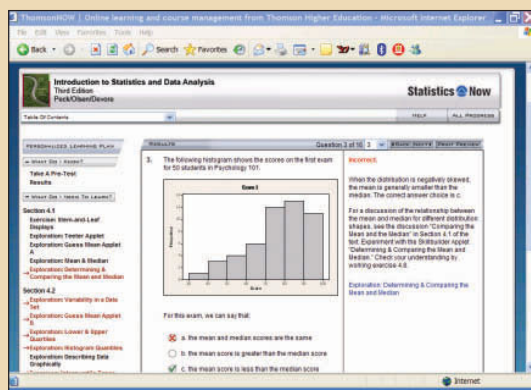 ThomsonNOW | Online learning and course management from Thomson Higher Education - Microsoft Internet Explorer
File Edit View Favorites Tools Help
Back Search Favorites
Introduction to Statistics and Data Analysis
Third Edition
Peck/Olsen/Devore
Statistics Now
Table Of Contents
HELP ALL PROGRESS
PERSONALIZED LEARNING PLAN
WHAT DO I KNOW?
Take A Pre-Test
Results
WHAT DO I NEED TO LEARN?
Section 4.1
Exercise: Stem-and-Leaf
Displays
Exploration: Teeter Applet
Exploration: Guess Mean Applet
A
Exploration: Mean & Median
Exploration: Determining &
Comparing the Mean and Median
Section 4.2
Exploration: Variability in a Data
Set
Exploration: Guess Mean Applet
B
Exploration: Lower & Upper
Quartiles
Exploration: Histogram Quartiles
Exploration: Describing Data
Graphically
RESULTS
Question 3 of 16 3
PRINT PREVIEW
3. The following histogram shows the scores on the first exam
for 50 students in Psychology 101.
Exam I
Score
For this exam, we can say that:
a. the mean and median scores are the same
b. the mean score is greater than the median score
c. the mean score is less than the median score
Incorrect.
When the distribution is negatively skewed,
the mean is generally smaller than the
median. The correct answer choice is c.
For a discussion of the relationship between
the mean and median for different distribution
shapes, see the discussion "Comparing the
Mean and the Median" in Section 4.1 of the
text. Experiment with the Skillbuilder Applet
"Determining & Comparing the Mean and
Median." Check your understanding by
working exercise 4.8.
Exploration: Determining & Comparing the
Mean and Median
Internet